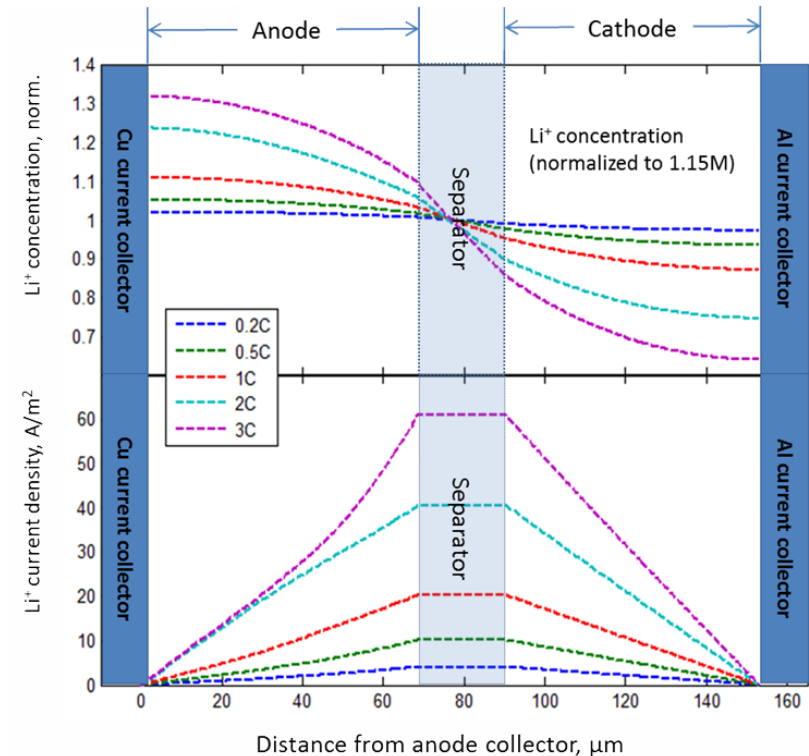 Anode
Cathode
Li⁺ concentration, norm.
1.4
1.3
1.2
1.1
1
0.9
0.8
0.7
Cu current collector
Separator
Li⁺ concentration
(normalized to 1.15M)
Al current collector
0.2C
0.5C
1C
2C
3C
Li⁺ current density, A/m²
60
50
40
30
20
10
0
Cu current collector
Separator
Al current collector
0 20 40 60 80 100 120 140 160
Distance from anode collector, µm